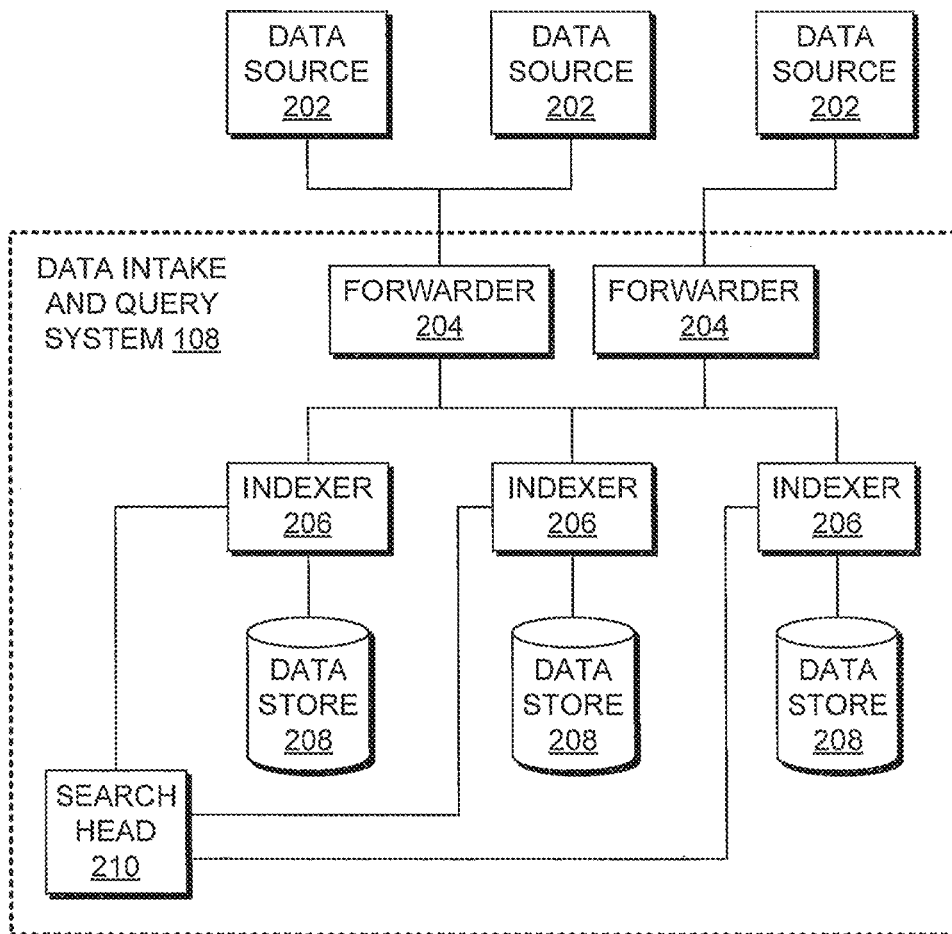 DATA
SOURCE
202
DATA
SOURCE
202
DATA
SOURCE
202
DATA INTAKE
AND QUERY
SYSTEM 108
FORWARDER
204
FORWARDER
204
INDEXER
206
INDEXER
206
INDEXER
206
DATA
STORE
208
DATA
STORE
208
DATA
STORE
208
SEARCH
HEAD
210